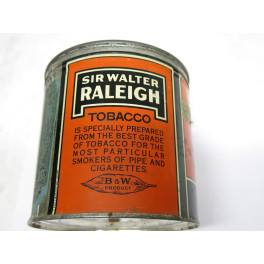 SIR WALTER
RALEIGH
TOBACCO
IS SPECIALLY PREPARED
FROM THE BEST GRADE
OF TOBACCO FOR THE
MOST PARTICULAR
SMOKERS OF PIPE AND
CIGARETTES.
B & W
PRODUCT